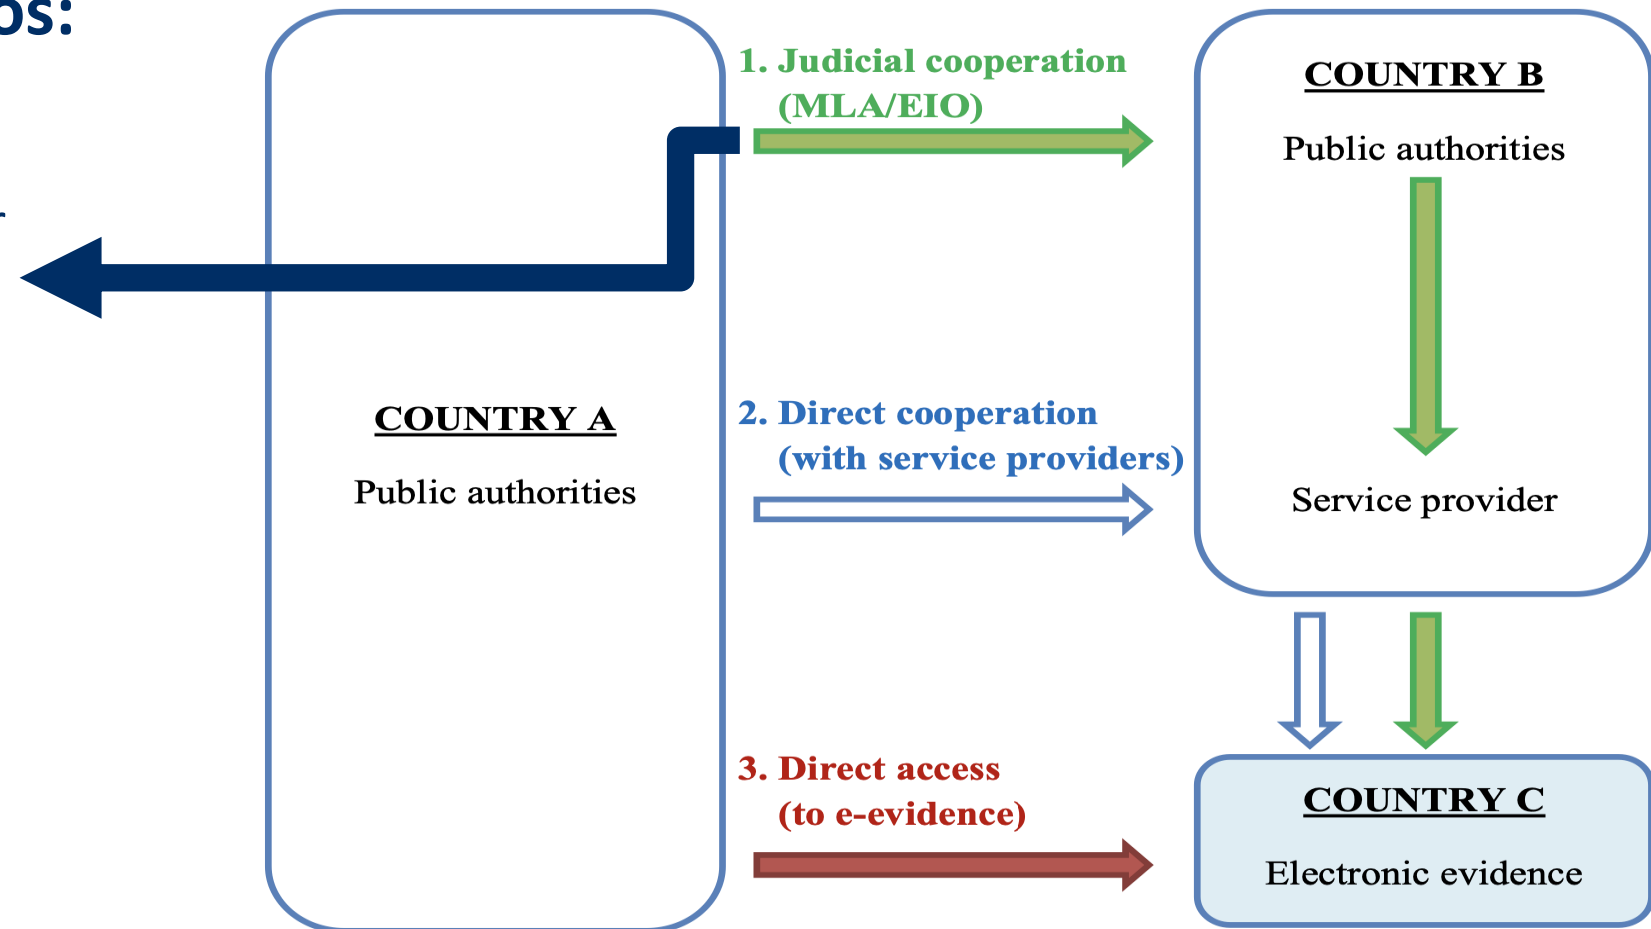 os:
1. Judicial cooperation
(MLA/EIO)
COUNTRY B
Public authorities
COUNTRY A
Public authorities
2. Direct cooperation
(with service providers)
Service provider
3. Direct access
(to e-evidence)
COUNTRY C
Electronic evidence